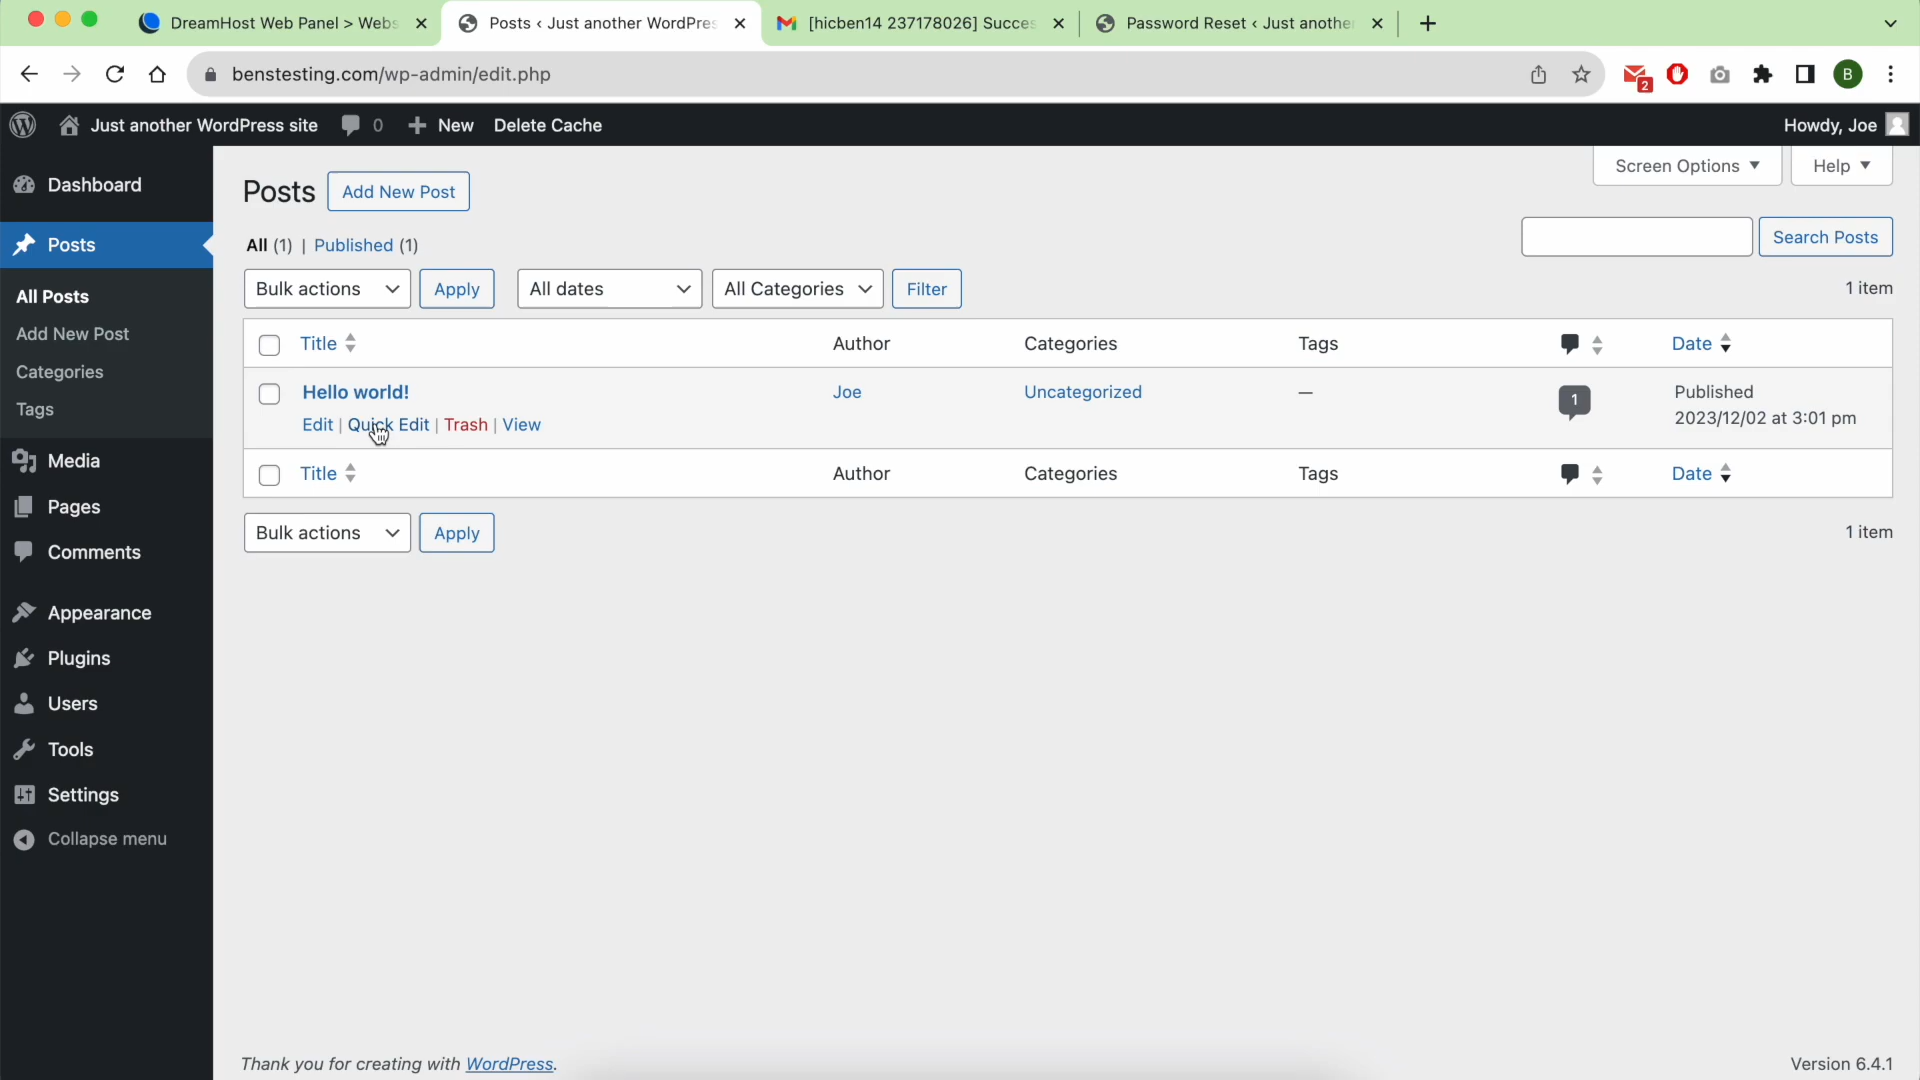 DreamHost Web Panel > Webs
Posts ‹ Just another WordPres
[hicben14 237178026] Succes
Password Reset ‹ Just another
benstesting.com/wp-admin/edit.php
2
B
Just another WordPress site
0
New
Delete Cache
Howdy, Joe
Dashboard
Posts
All Posts
Add New Post
Categories
Tags
Media
Pages
Comments
Appearance
Plugins
Users
Tools
Settings
Collapse menu
Screen Options
Help
Posts
Add New Post
All (1) | Published (1)
Search Posts
Bulk actions
Apply
All dates
All Categories
Filter
1 item
Title
Author
Categories
Tags
Date
Hello world!
Joe
Uncategorized
—
1
Published
2023/12/02 at 3:01 pm
Edit | Quick Edit | Trash | View
Title
Author
Categories
Tags
Date
Bulk actions
Apply
1 item
Thank you for creating with WordPress.
Version 6.4.1